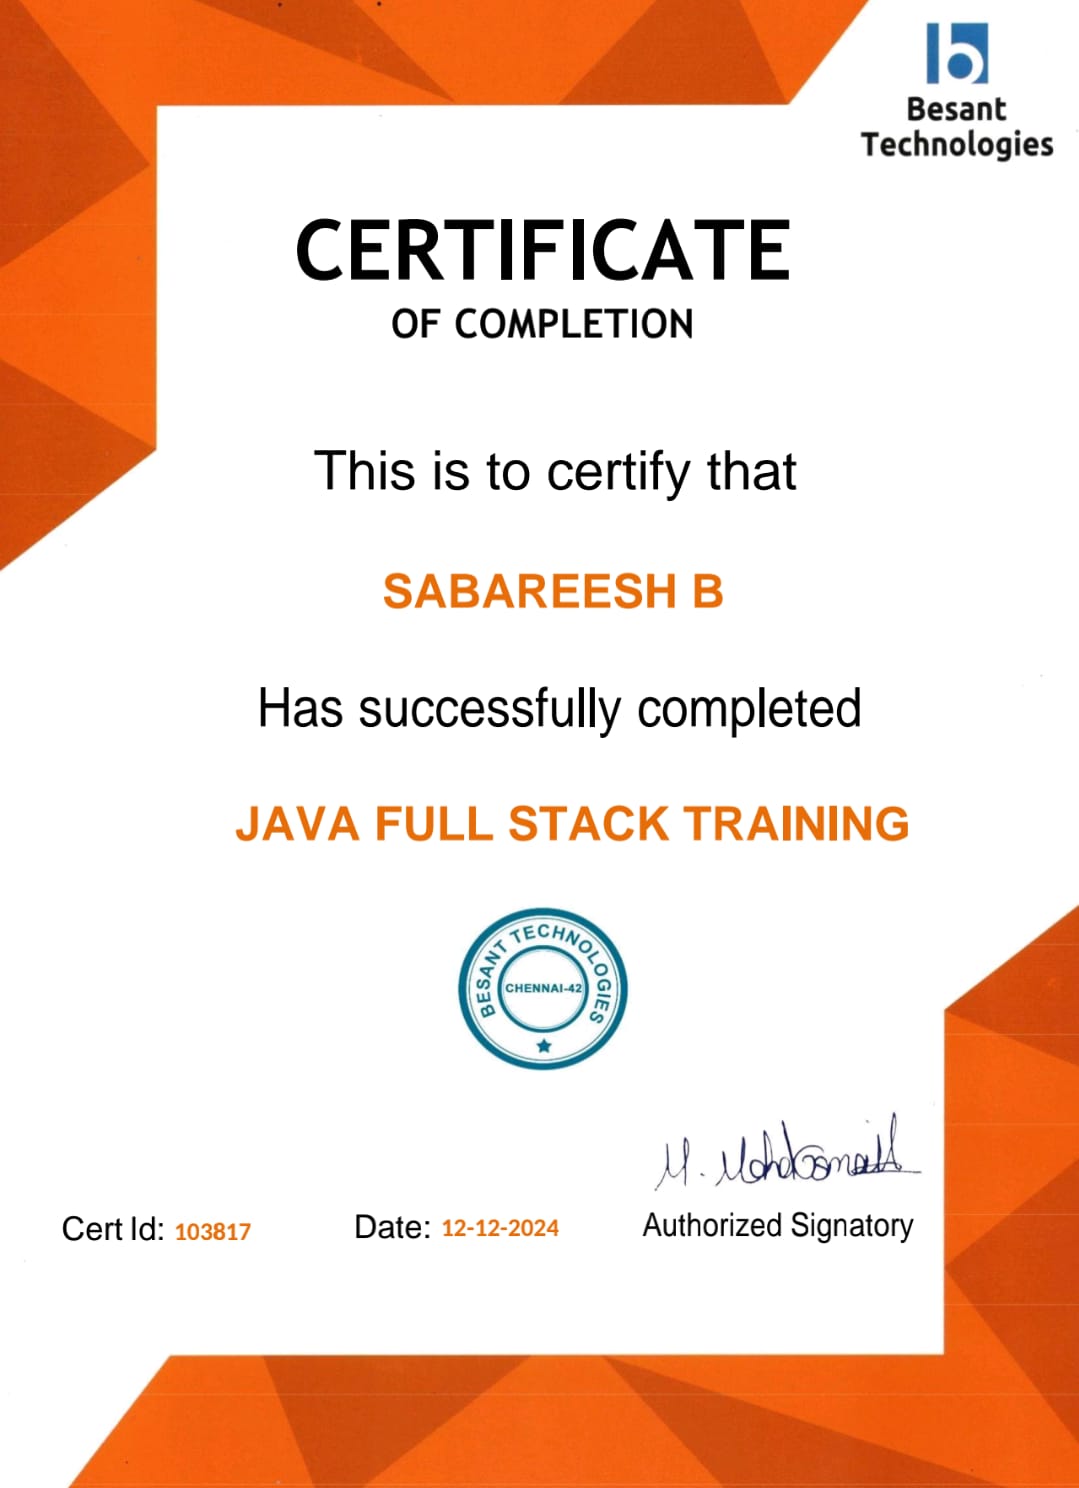 Besant
Technologies
CERTIFICATE
OF COMPLETION
This is to certify that
SABAREESH B
Has successfully completed
JAVA FULL STACK TRAINING
BESANT TECHNOLOGIES
CHENNAI-42
Cert Id: 103817 Date: 12-12-2024 Authorized Signatory